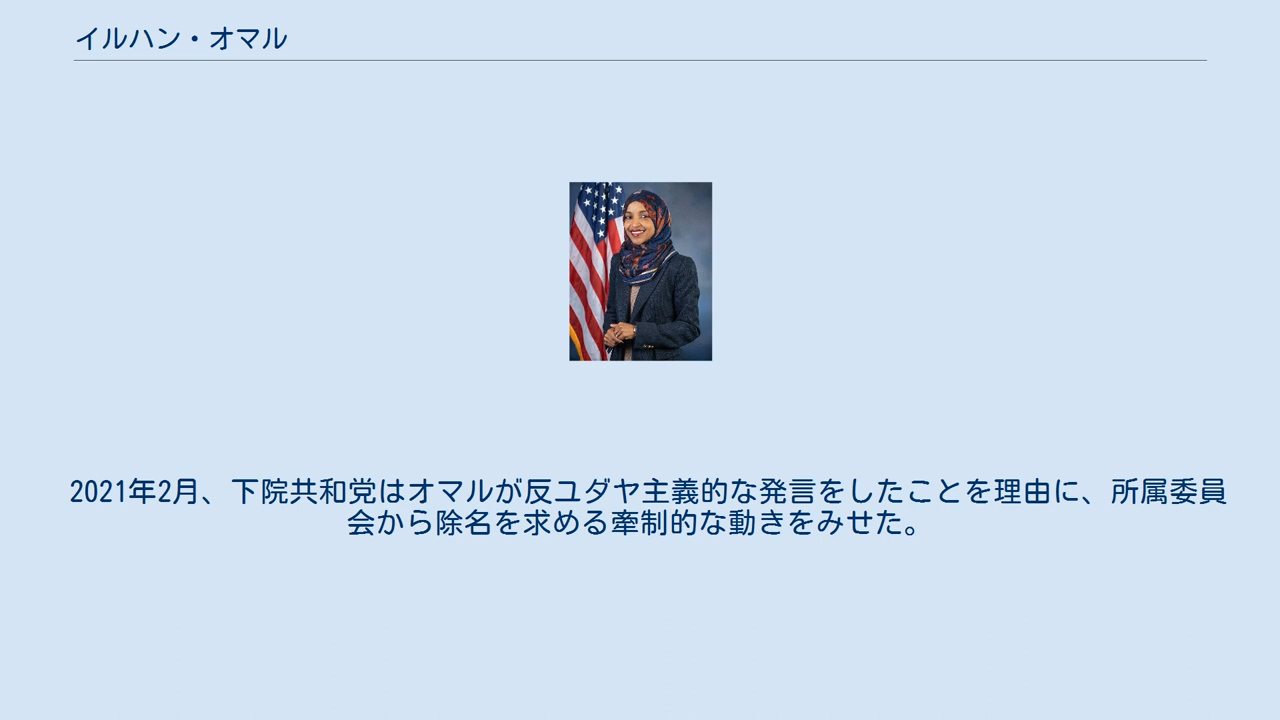 イルハン・オマル
2021年2月、下院共和党はオマルが反ユダヤ主義的な発言をしたことを理由に、所属委員
会から除名を求める牽制的な動きをみせた。